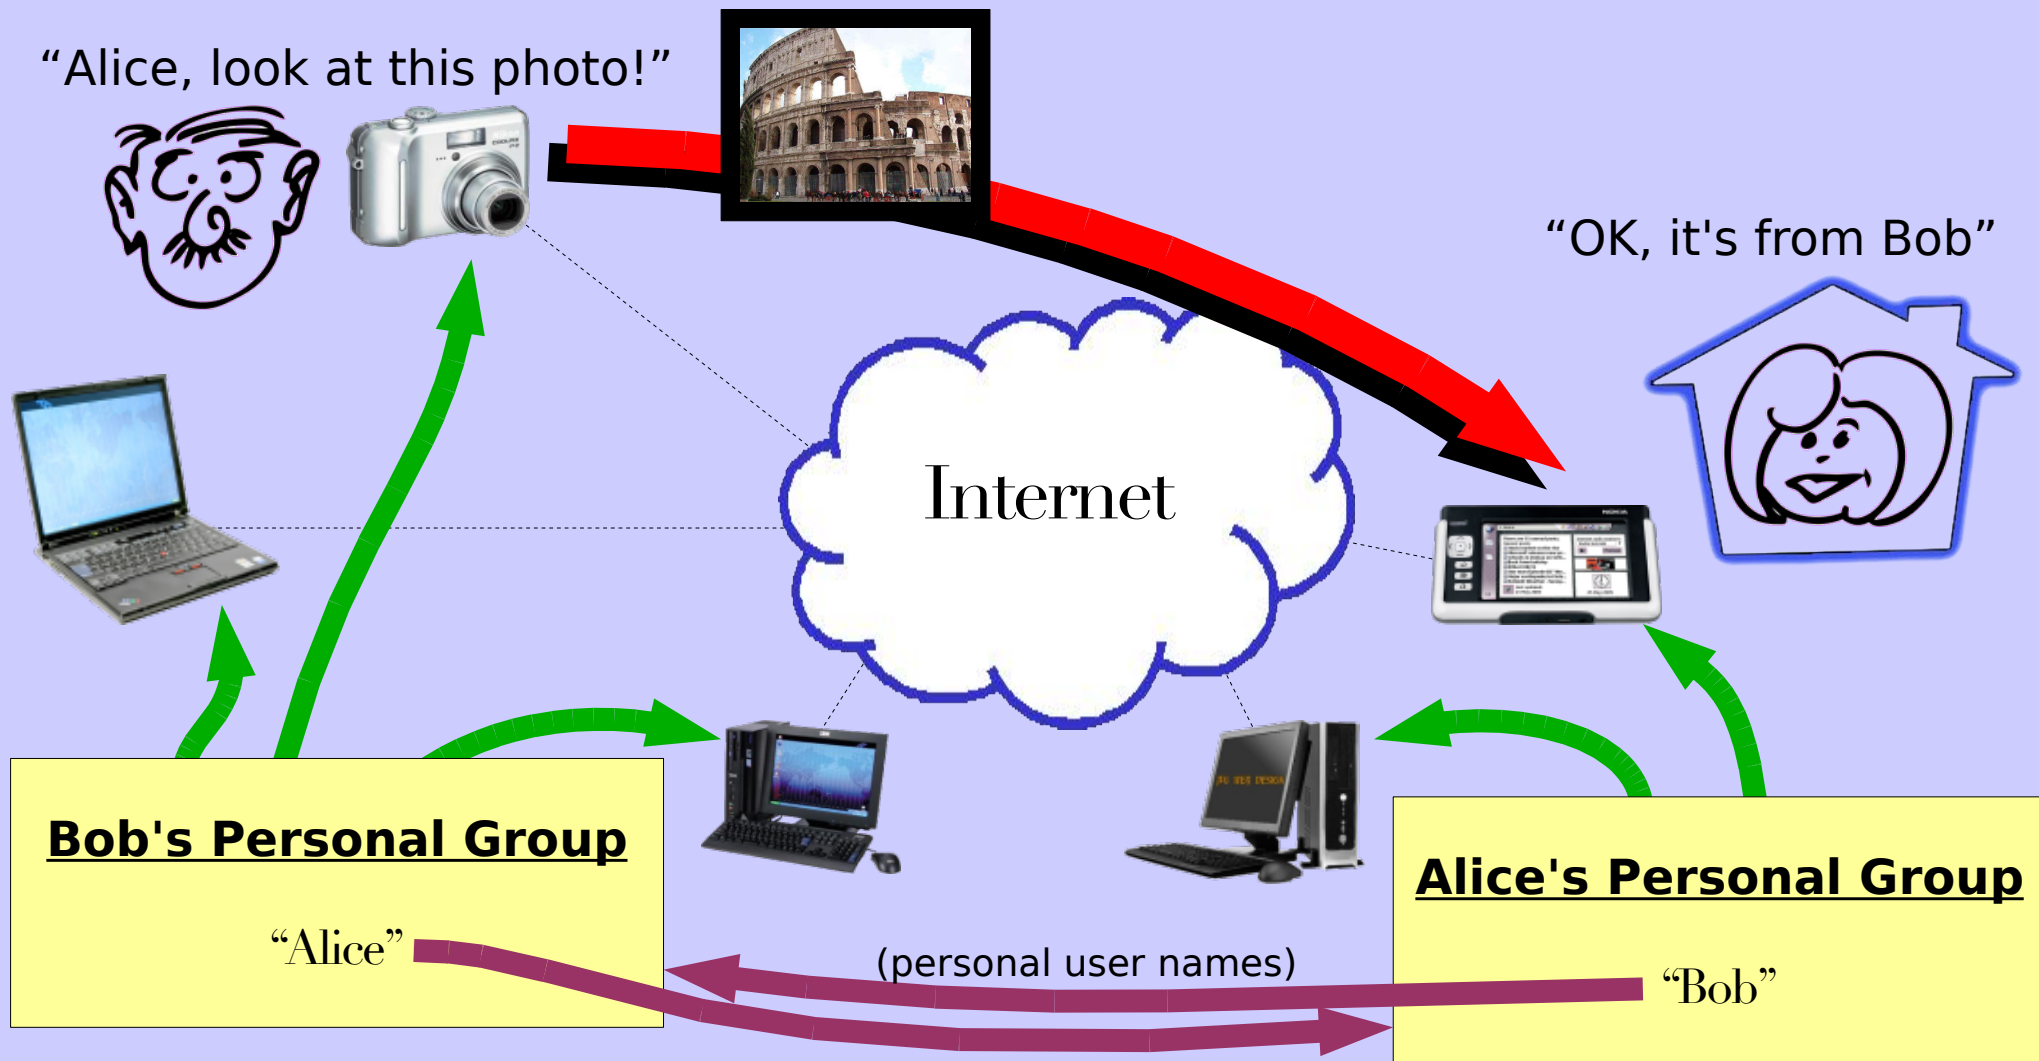 “Alice, look at this photo!”
“OK, it's from Bob”
Internet
NOKIA
Bob's Personal Group
Alice's Personal Group
“Alice”
(personal user names)
“Bob”